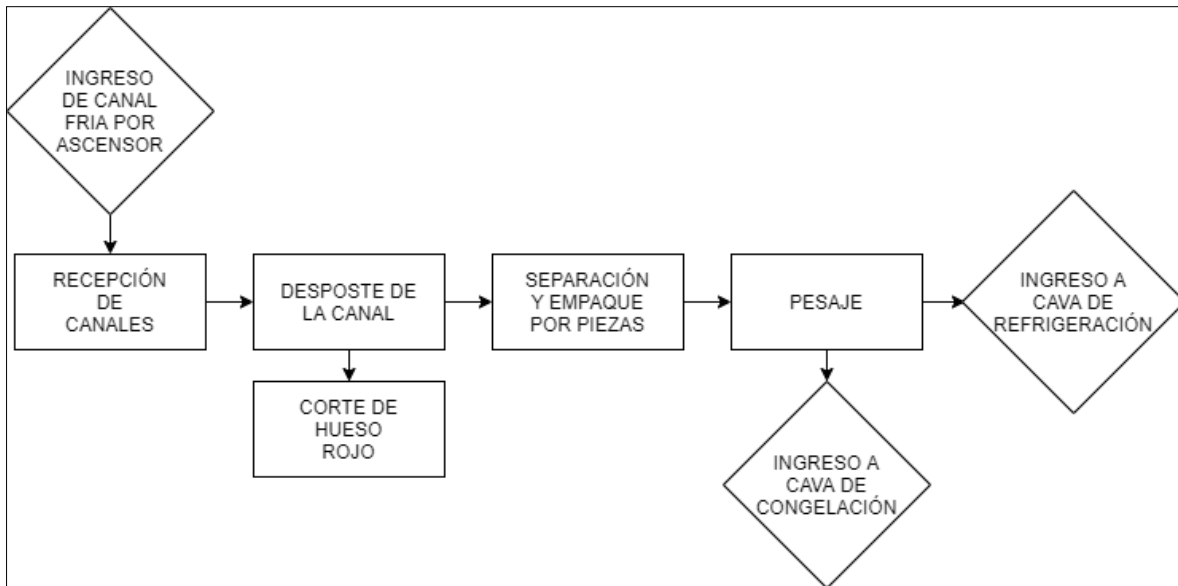 INGRESO
DE CANAL
FRIA POR
ASCENSOR
RECEPCIÓN
DE
CANALES
DESPOSTE DE
LA CANAL
SEPARACIÓN
Y EMPAQUE
POR PIEZAS
PESAJE
INGRESO A
CAVA DE
REFRIGERACIÓN
CORTE DE
HUESO
ROJO
INGRESO A
CAVA DE
CONGELACIÓN